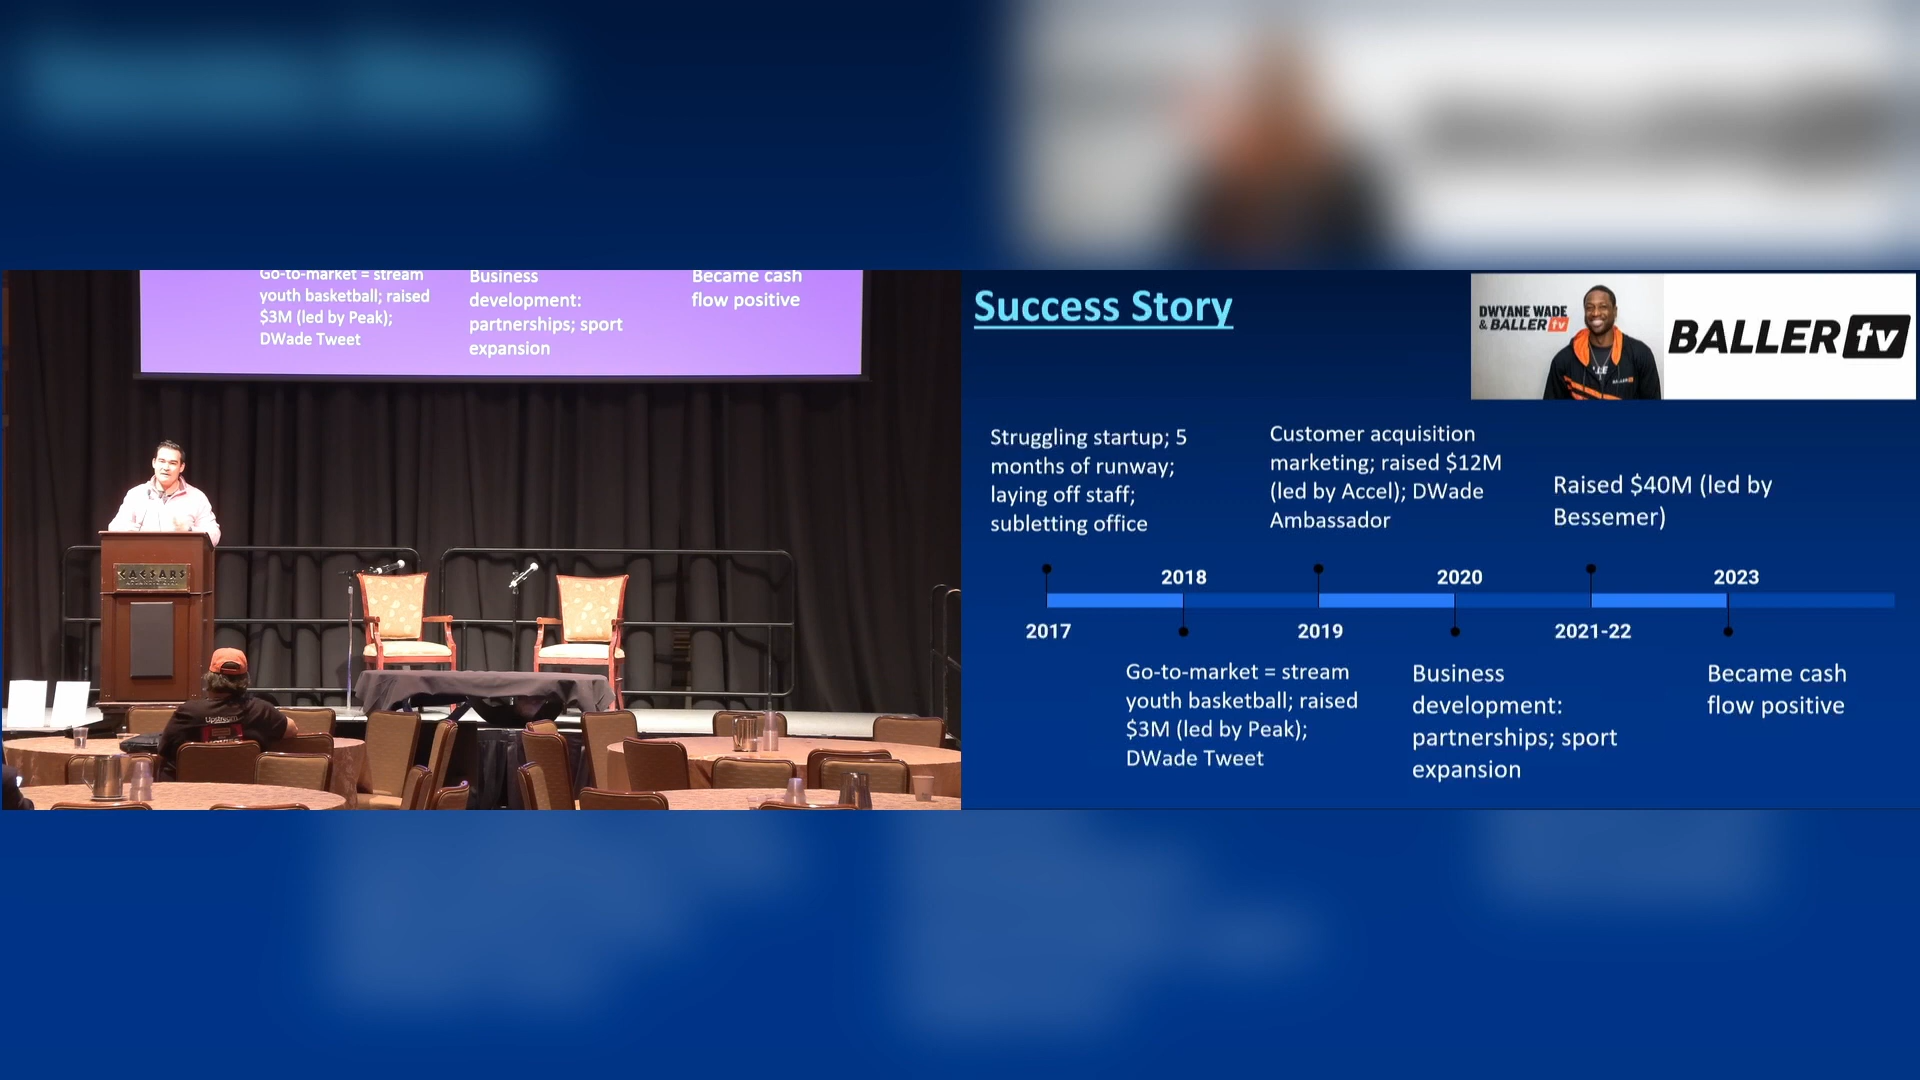 Go-to-market = stream
youth basketball; raised
$3M (led by Peak);
DWade Tweet
Business
development:
partnerships; sport
expansion
Became cash
flow positive
CAESARS
Upstream
Success Story
DWYANE WADE
& BALLER tv
BALLER tv
Struggling startup; 5
months of runway;
laying off staff;
subletting office
Customer acquisition
marketing; raised $12M
(led by Accel); DWade
Ambassador
Raised $40M (led by
Bessemer)
2018
2020
2023
2017
2019
2021-22
Go-to-market = stream
youth basketball; raised
$3M (led by Peak);
DWade Tweet
Business
development:
partnerships; sport
expansion
Became cash
flow positive